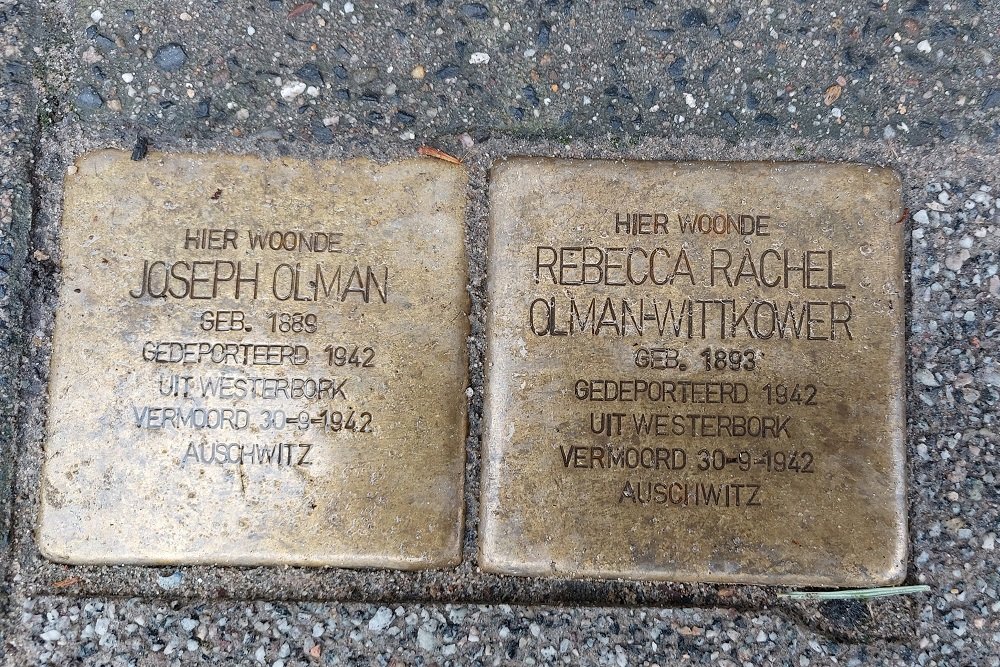 HIER WOONDE
JOSEPH OLMAN
GEB. 1889
GEDEPORTEERD 1942
UIT WESTERBORK
VERMOORD 30-9-1942
AUSCHWITZ
HIER WOONDE
REBECCA RACHEL
OLMAN-WITTKOWER
GEB. 1893
GEDEPORTEERD 1942
UIT WESTERBORK
VERMOORD 30-9-1942
AUSCHWITZ